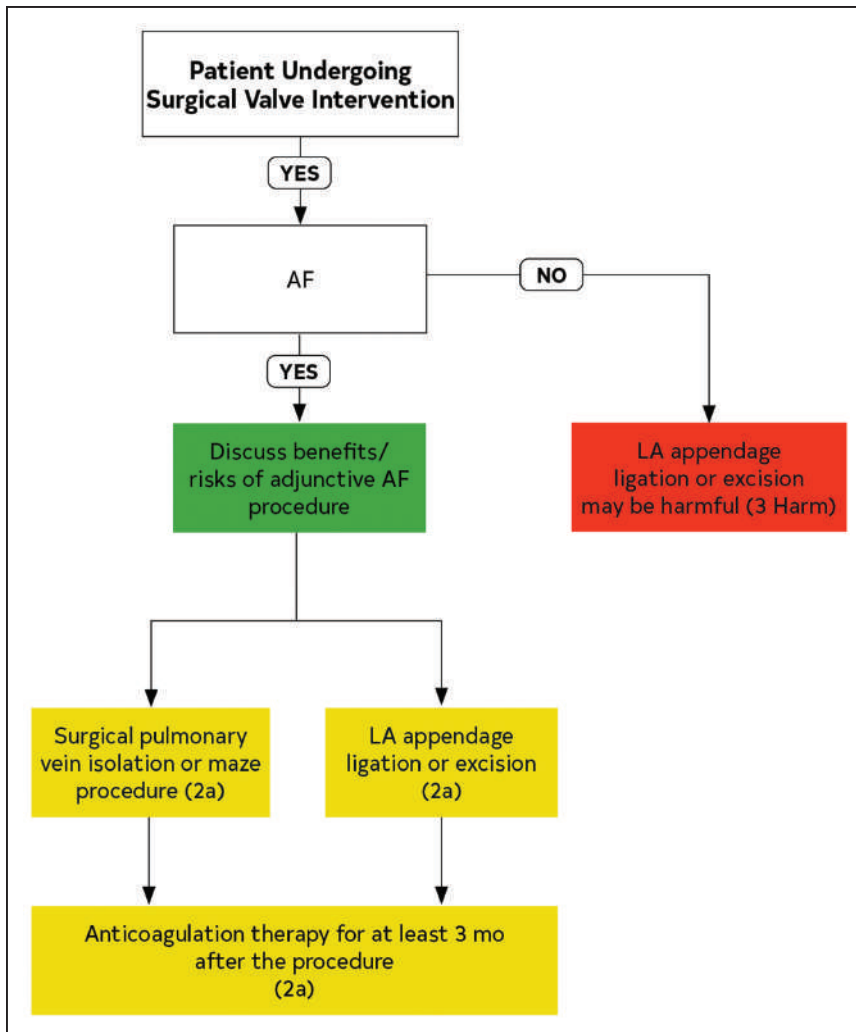 Patient Undergoing
Surgical Valve Intervention
YES
AF
NO
YES
Discuss benefits/
risks of adjunctive AF
procedure
LA appendage
ligation or excision
may be harmful (3 Harm)
Surgical pulmonary
vein isolation or maze
procedure (2a)
LA appendage
ligation or excision
(2a)
Anticoagulation therapy for at least 3 mo
after the procedure
(2a)